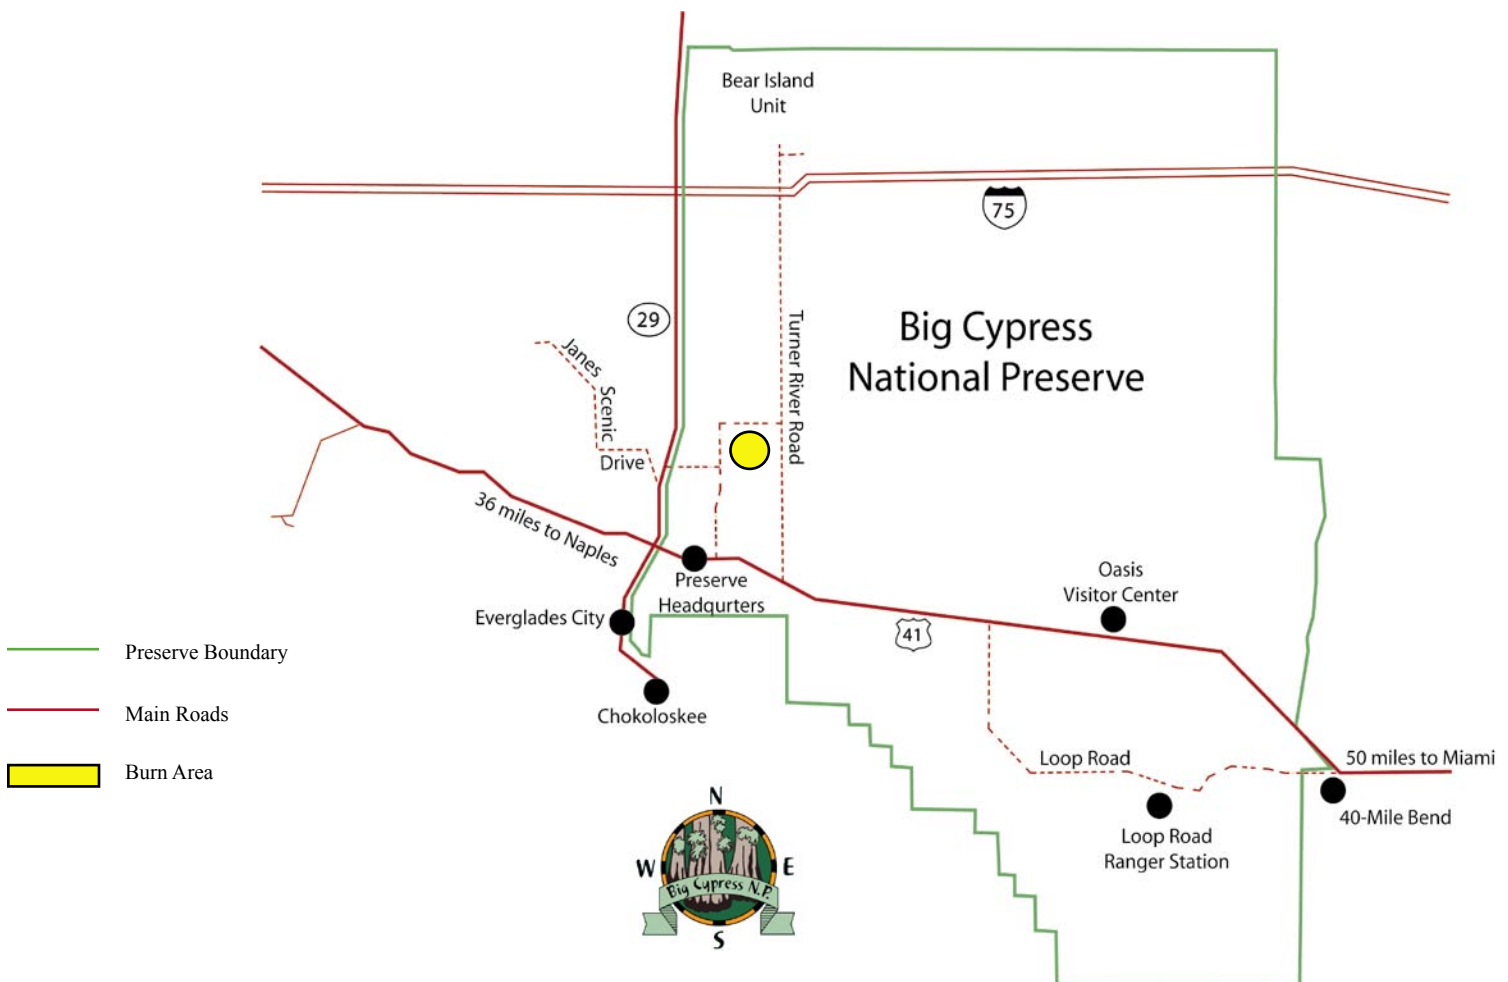 Bear Island
Unit
75
29
Big Cypress
National Preserve
Turner River Road
Janes
Scenic
Drive
36 miles to Naples
Preserve
Headqurters
Everglades City
Chokoloskee
Oasis
Visitor Center
41
Loop Road
50 miles to Miami
40-Mile Bend
Loop Road
Ranger Station
Preserve Boundary
Main Roads
Burn Area
N
W
E
Big Cypress N.P.
S